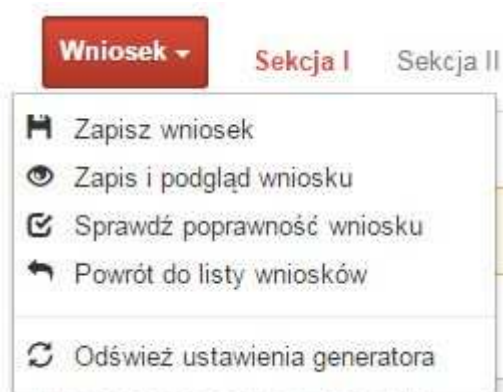 Wniosek Sekcja I Sekcja II
Zapisz wniosek
Zapis i podgląd wniosku
Sprawdź poprawność wniosku
Powrót do listy wniosków
Odśwież ustawienia generatora